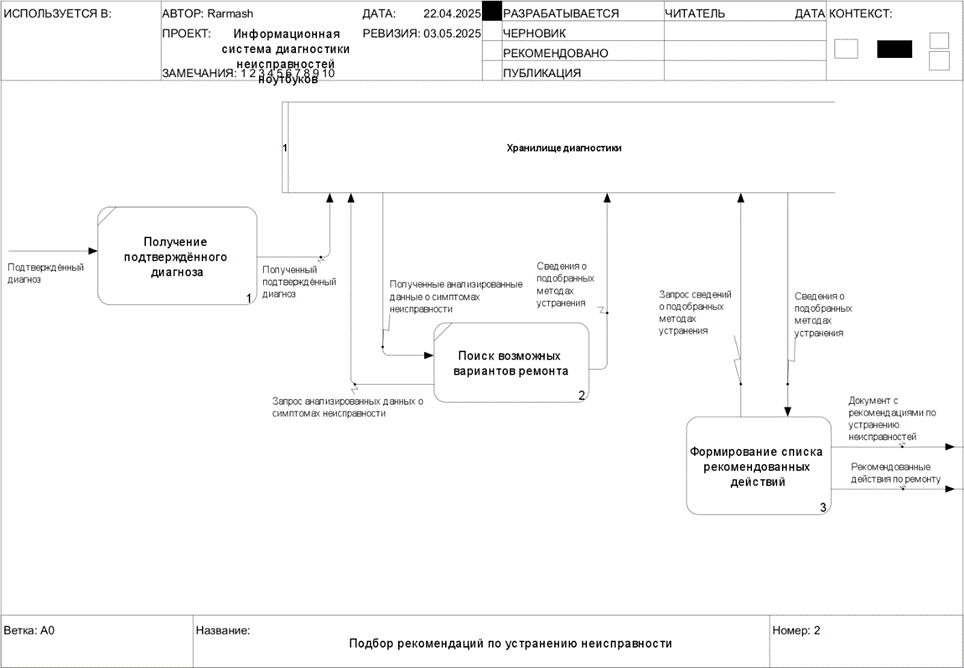 ИСПОЛЬЗУЕТСЯ В:
АВТОР: Rarmash
ДАТА: 22.04.2025
РАЗРАБАТЫВАЕТСЯ
ЧИТАТЕЛЬ
ДАТА
КОНТЕКСТ:
ПРОЕКТ: Информационная
система диагностики
неисправностей
ноутбуков
РЕВИЗИЯ: 03.05.2025
ЧЕРНОВИК
РЕКОМЕНДОВАНО
ЗАМЕЧАНИЯ: 1 2 3 4 5 6 7 8 9 10
ПУБЛИКАЦИЯ
1
Хранилище диагностики
Подтверждённый
диагноз
Получение
подтверждённого
диагноза
1
Полученный
подтверждённый
диагноз
Полученные анализированные
данные о симптомах
неисправности
Сведения о
подобранных
методах
устранения
Запрос анализированных данных о
симптомах неисправности
Поиск возможных
вариантов ремонта
2
Запрос сведений
о подобранных
методах
устранения
Сведения о
подобранных
методах
устранения
Формирование списка
рекомендованных
действий
3
Документ с
рекомендациями по
устранению
неисправностей
Рекомендованные
действия по ремонту
Ветка: A0
Название:
Подбор рекомендаций по устранению неисправности
Номер: 2